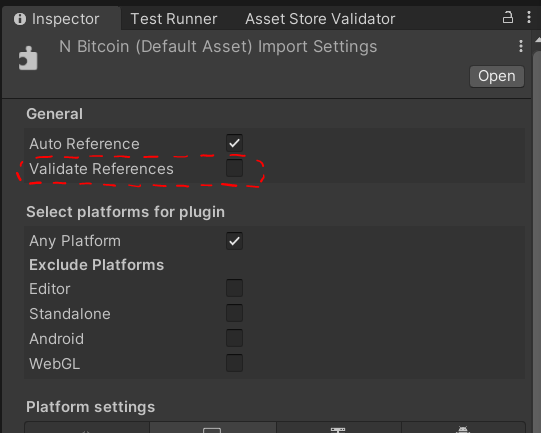 Inspector Test Runner Asset Store Validator
N Bitcoin (Default Asset) Import Settings
Open
General
Auto Reference
Validate References
Select platforms for plugin
Any Platform
Exclude Platforms
Editor
Standalone
Android
WebGL
Platform settings